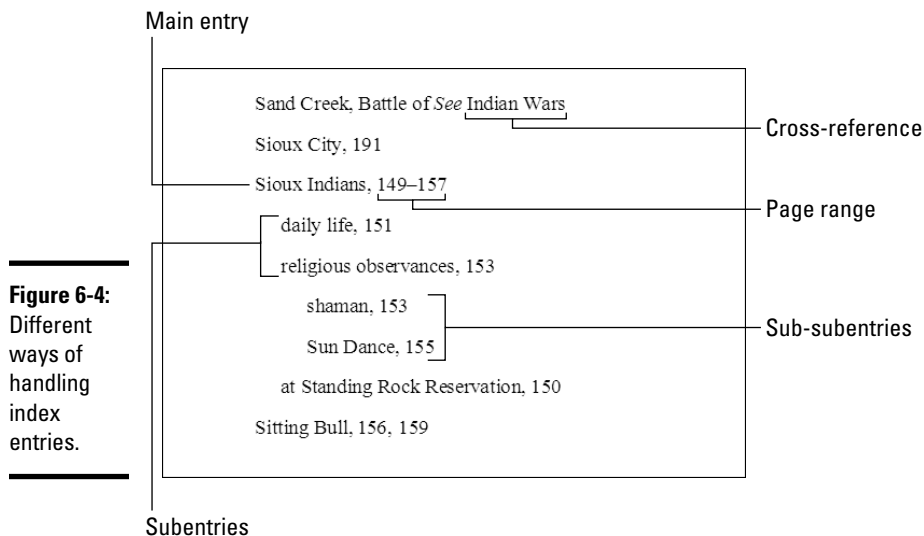 Main entry
Sand Creek, Battle of See Indian Wars
Cross-reference
Sioux City, 191
Sioux Indians, 149–157
Page range
daily life, 151
religious observances, 153
Figure 6-4:
Different
ways of
handling
index
entries.
shaman, 153
Sun Dance, 155
Sub-subentries
at Standing Rock Reservation, 150
Sitting Bull, 156, 159
Subentries